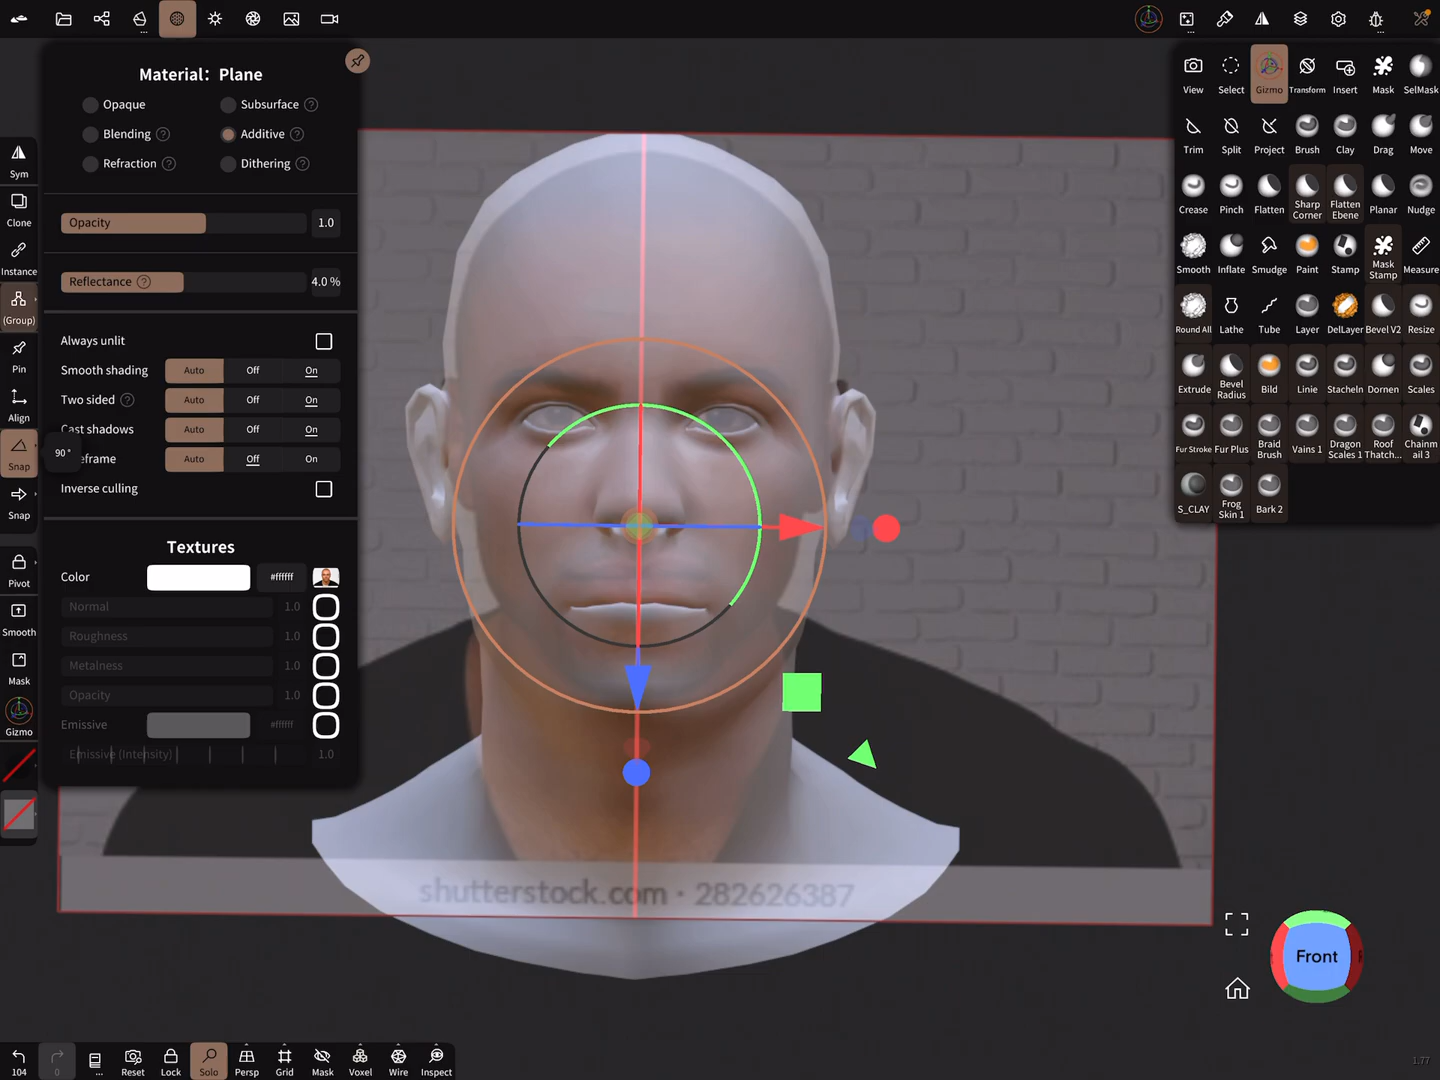 Material: Plane
Opaque
Subsurface ?
Blending ?
Additive ?
Refraction ?
Dithering ?
Opacity
1.0
Reflectance ?
4.0 %
Always unlit
Smooth shading
Auto
Off
On
Two sided ?
Auto
Off
On
Cast shadows
Auto
Off
On
eframe
Auto
Off
On
Inverse culling
Textures
Color
#ffffff
Normal
1.0
Roughness
1.0
Metalness
1.0
Opacity
1.0
Emissive
#ffffff
Emissive (Intensity)
1.0
Sym
Clone
Instance
(Group)
Pin
Align
Snap
90°
Snap
Pivot
Smooth
Mask
Gizmo
View
Select
Gizmo
Transform
Insert
Mask
SelMask
Trim
Split
Project
Brush
Clay
Drag
Move
Crease
Pinch
Flatten
Sharp Corner
Flatten Ebene
Planar
Nudge
Smooth
Inflate
Smudge
Paint
Stamp
Mask Stamp
Measure
Round All
Lathe
Tube
Layer
DelLayer
Bevel V2
Resize
Extrude
Bevel Radius
Bild
Linie
Stacheln
Dornen
Scales
Fur Stroke
Fur Plus
Braid Brush
Vains 1
Dragon Scales 1
Roof Thatch...
Chainm ail 3
S_CLAY
Frog Skin 1
Bark 2
shutterstock.com · 282626387
Front
104
0
...
Reset
Lock
Solo
Persp
Grid
Mask
Voxel
Wire
Inspect
1.77